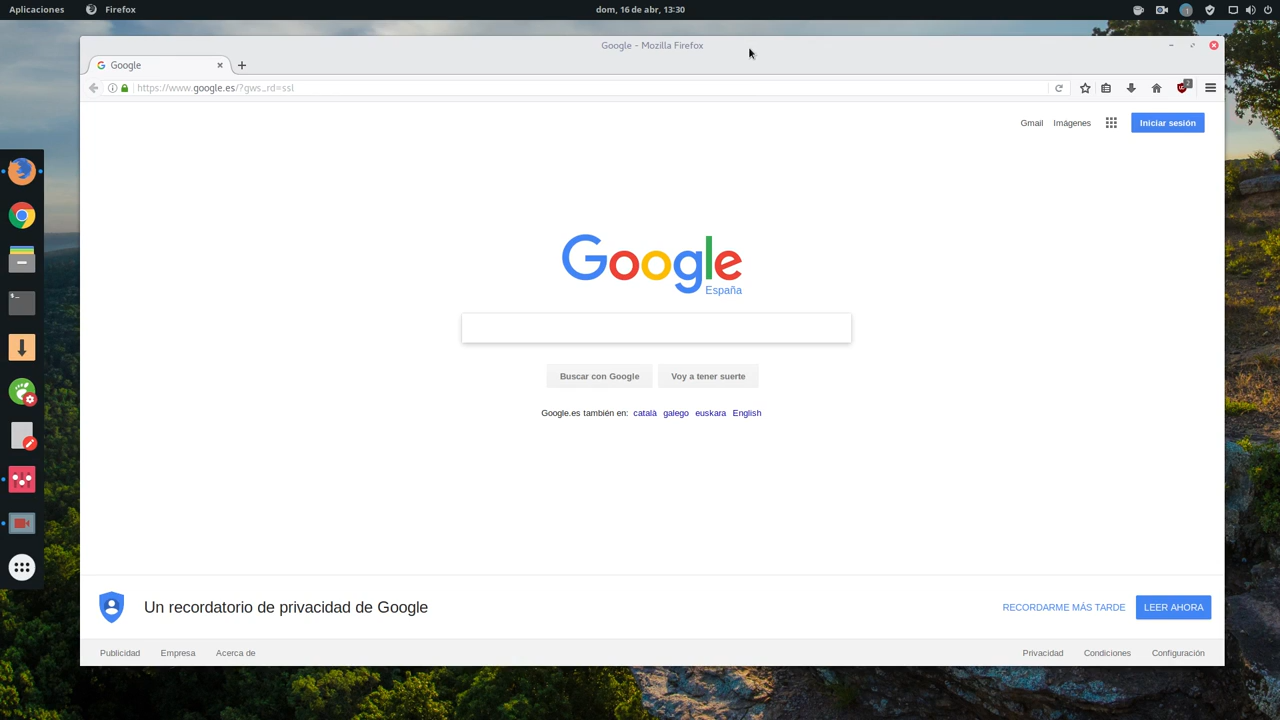 Aplicaciones Firefox dom, 16 de abr, 13:30
Google - Mozilla Firefox
Google
https://www.google.es/?gws_rd=ssl
Gmail Imágenes Iniciar sesión
Google
España
Buscar con Google Voy a tener suerte
Google.es también en: català galego euskara English
Un recordatorio de privacidad de Google RECORDARME MÁS TARDE LEER AHORA
Publicidad Empresa Acerca de Privacidad Condiciones Configuración